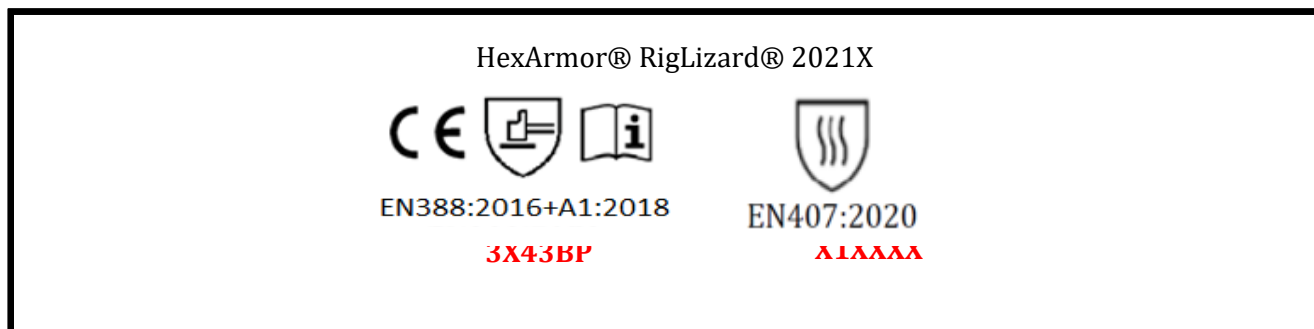 HexArmor® RigLizard® 2021X
CE i
EN388:2016+A1:2018 EN407:2020
3X43BP X1XXXX